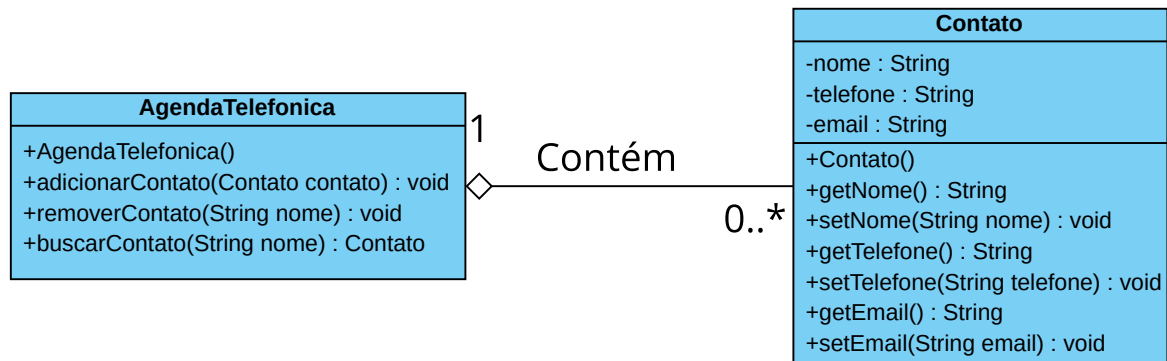 AgendaTelefonica
+AgendaTelefonica()
+adicionarContato(Contato contato) : void
+removerContato(String nome) : void
+buscarContato(String nome) : Contato
1
Contém
0..*
Contato
-nome : String
-telefone : String
-email : String
+Contato()
+getNome() : String
+setNome(String nome) : void
+getTelefone() : String
+setTelefone(String telefone) : void
+getEmail() : String
+setEmail(String email) : void